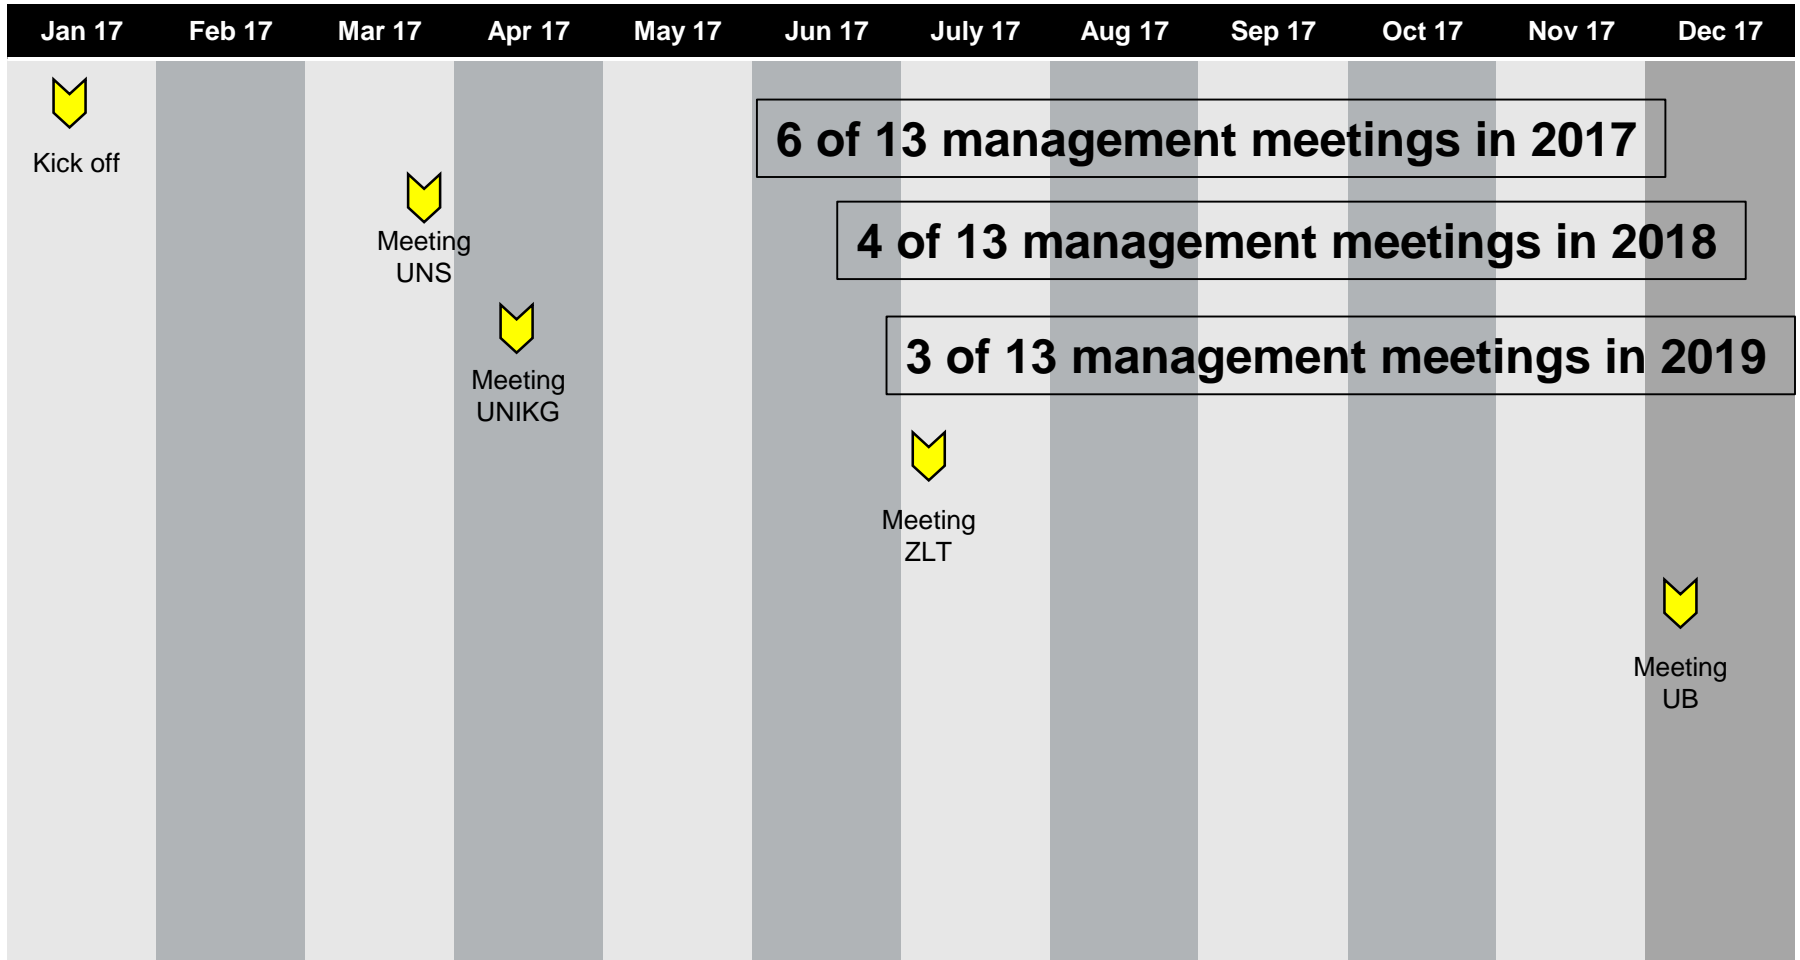 Jan 17 Feb 17 Mar 17 Apr 17 May 17 Jun 17 July 17 Aug 17 Sep 17 Oct 17 Nov 17 Dec 17
Kick off
6 of 13 management meetings in 2017
Meeting
UNS
4 of 13 management meetings in 2018
3 of 13 management meetings in 2019
Meeting
UNIKG
Meeting
ZLT
Meeting
UB